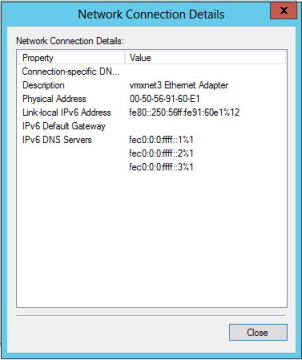 Network Connection Details
x
Network Connection Details:
Property Value
Connection-specific DN...
Description vmxnet3 Ethernet Adapter
Physical Address 00-50-56-91-60-E1
Link-local IPv6 Address fe80::250:56ff:fe91:60e1%12
IPv6 Default Gateway
IPv6 DNS Servers fec0:0:0:ffff::1%1
fec0:0:0:ffff::2%1
fec0:0:0:ffff::3%1
Close